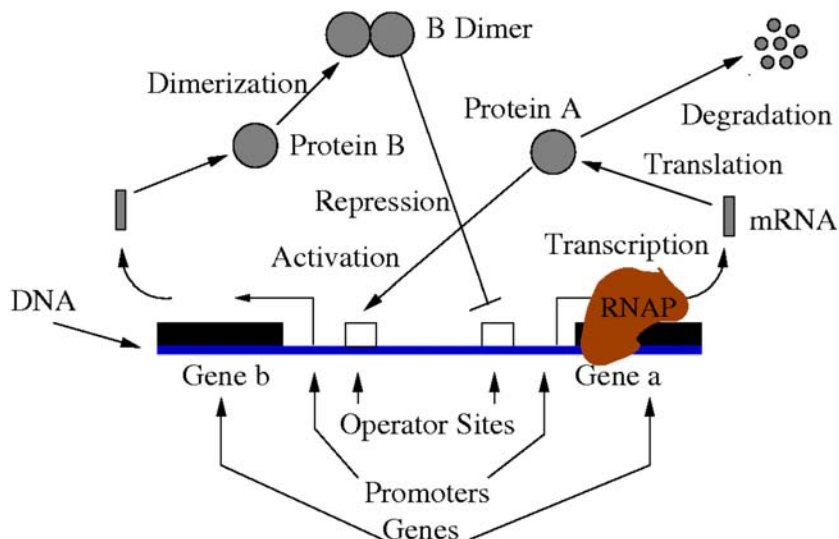 B Dimer
Dimerization
Protein A
Degradation
Protein B
Translation
Repression
mRNA
Activation
Transcription
DNA
RNAP
Gene b
Gene a
Operator Sites
Promoters
Genes